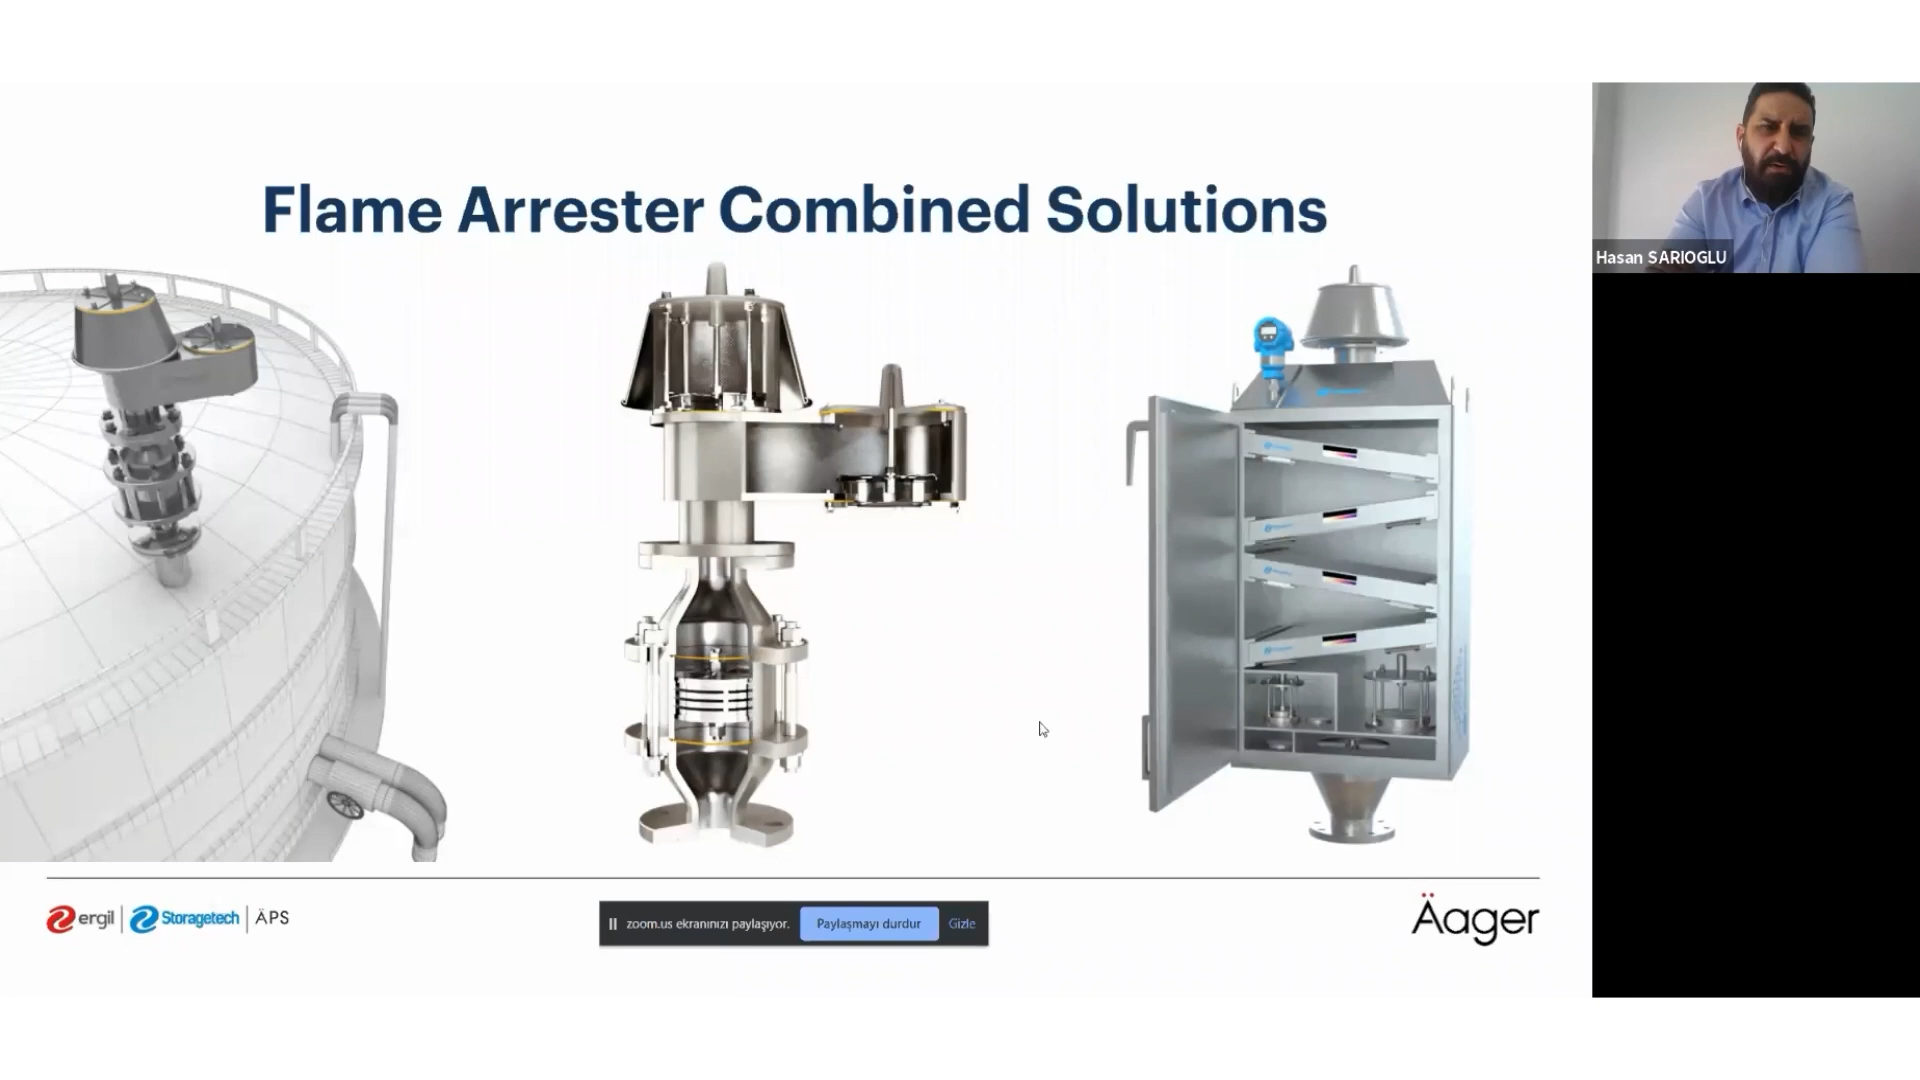 Flame Arrester Combined Solutions
Hasan SARIOGLU
ergil | Storagetech | ÄPS
zoom.us ekranınızı paylaşıyor. Paylaşmayı durdur Gizle
Äager